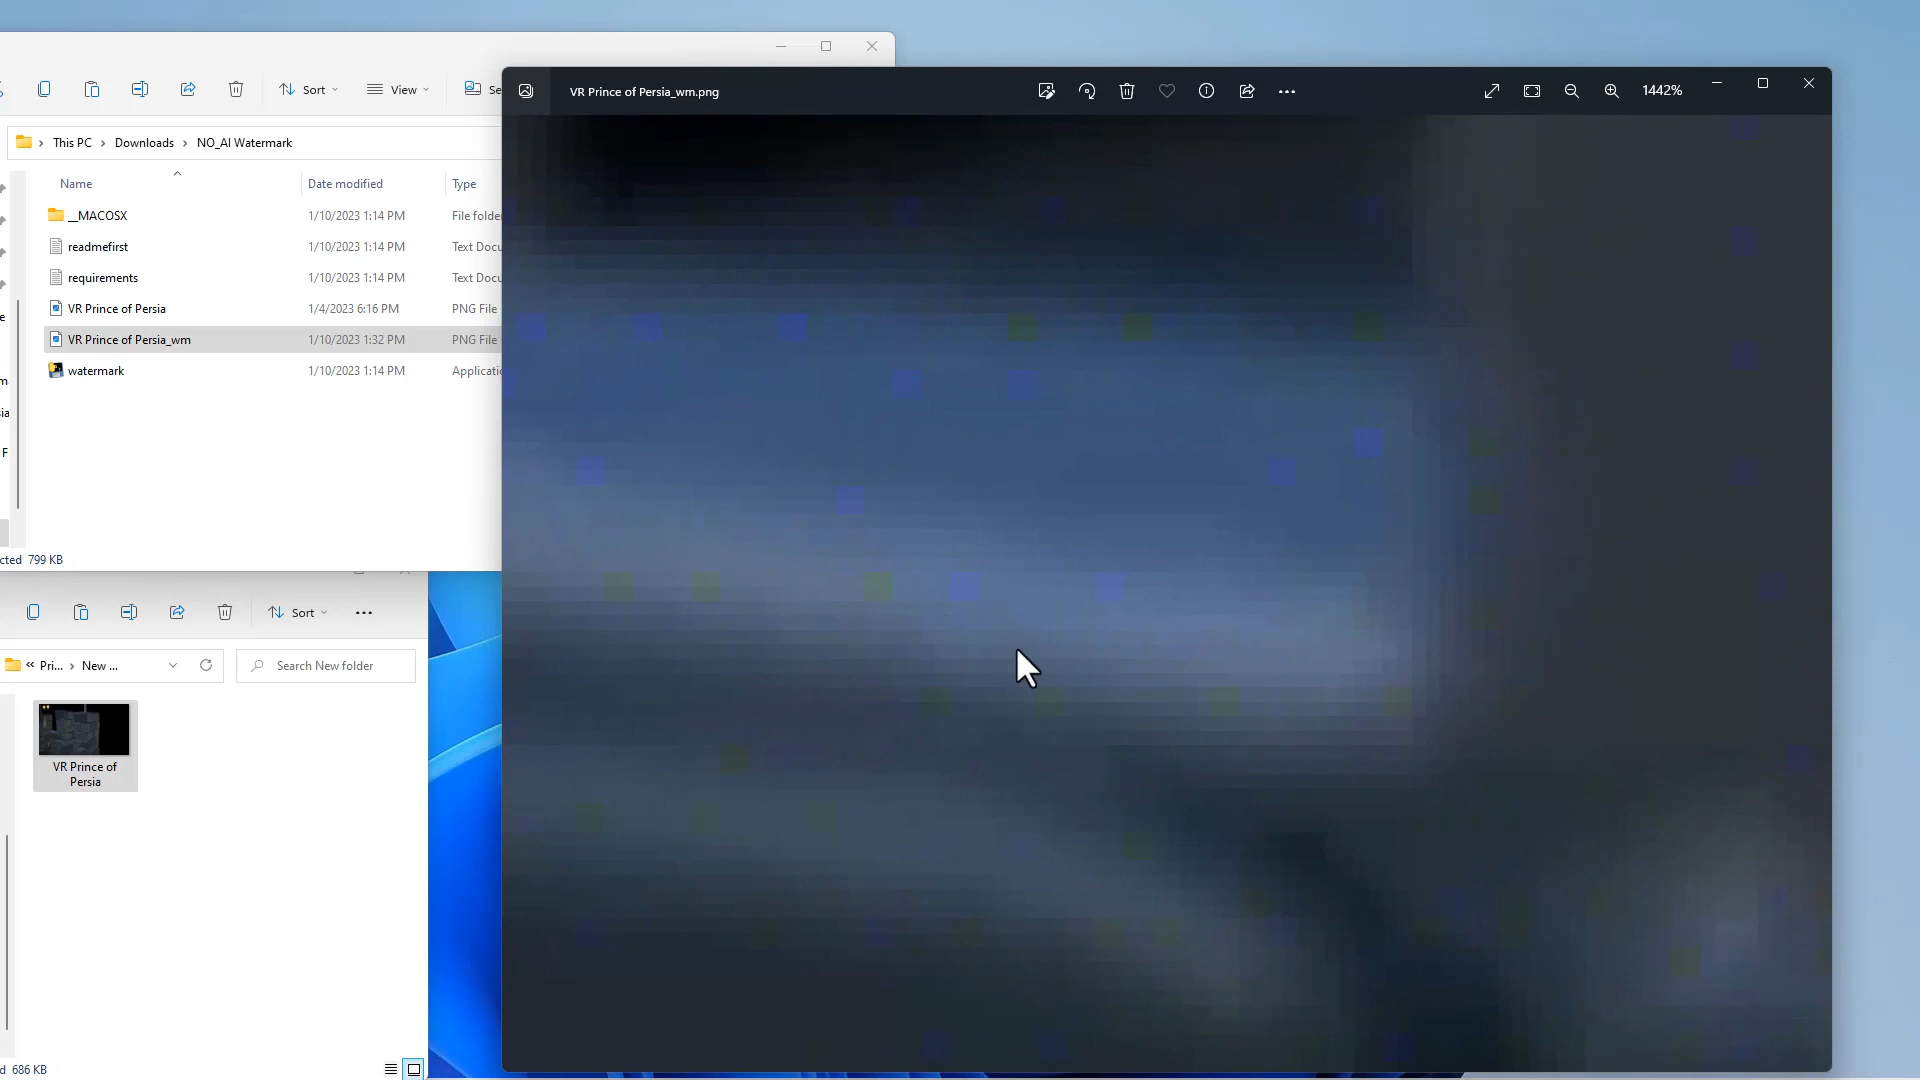 Sort
View
Se
This PC > Downloads > NO_AI Watermark
Name Date modified Type
__MACOSX 1/10/2023 1:14 PM File folde
readmefirst 1/10/2023 1:14 PM Text Docu
requirements 1/10/2023 1:14 PM Text Docu
VR Prince of Persia 1/4/2023 6:16 PM PNG File
VR Prince of Persia_wm 1/10/2023 1:32 PM PNG File
watermark 1/10/2023 1:14 PM Applicatio
cted 799 KB
VR Prince of Persia_wm.png
1442%
Sort
« Pri... > New ...
Search New folder
VR Prince of
Persia
d 686 KB